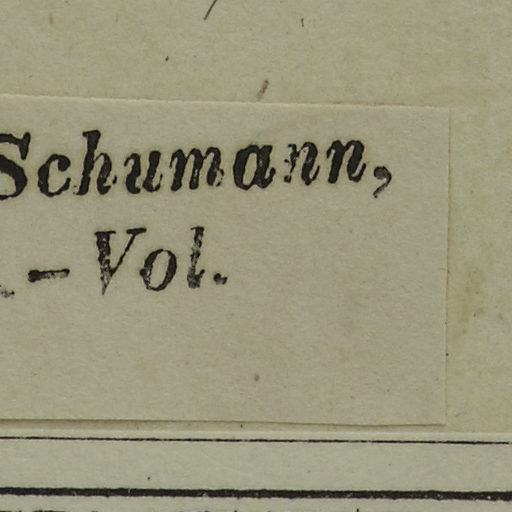 Schumann,
. – Vol.